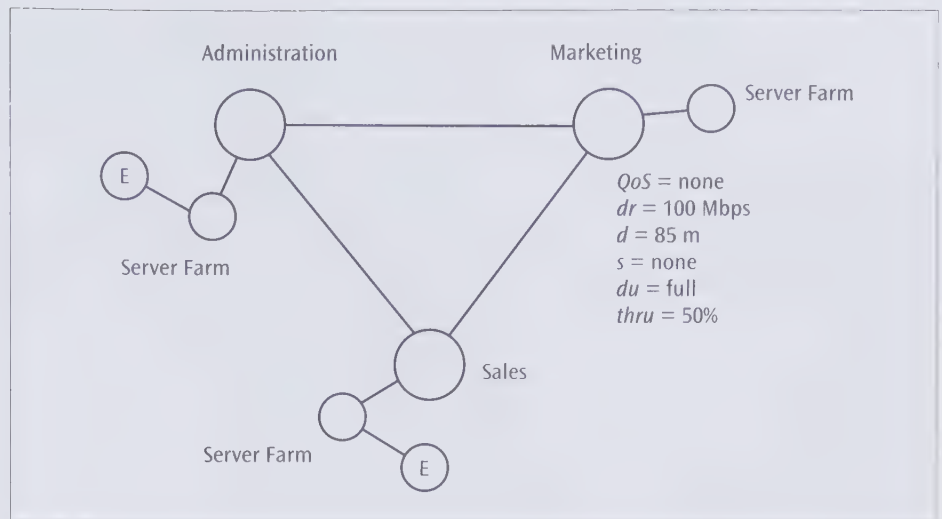 Administration
Marketing
Server Farm
E
Server Farm
QoS = none
dr = 100 Mbps
d = 85 m
s = none
du = full
thru = 50%
Sales
Server Farm
E